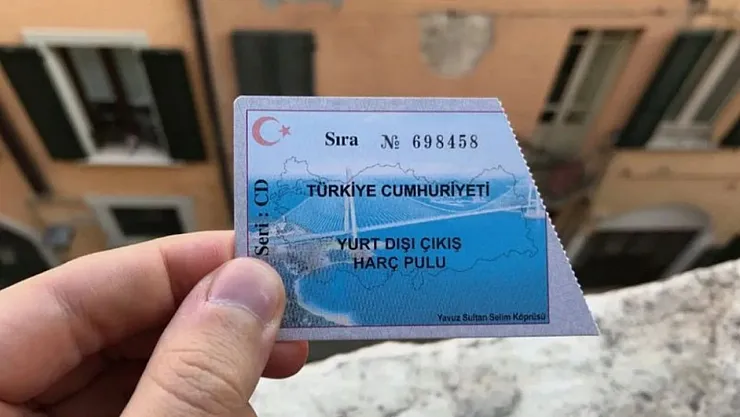 Sıra № 698458
Seri : CD
TÜRKİYE CUMHURİYETİ
YURT DIŞI ÇIKIŞ
HARÇ PULU
Yavuz Sultan Selim Köprüsü